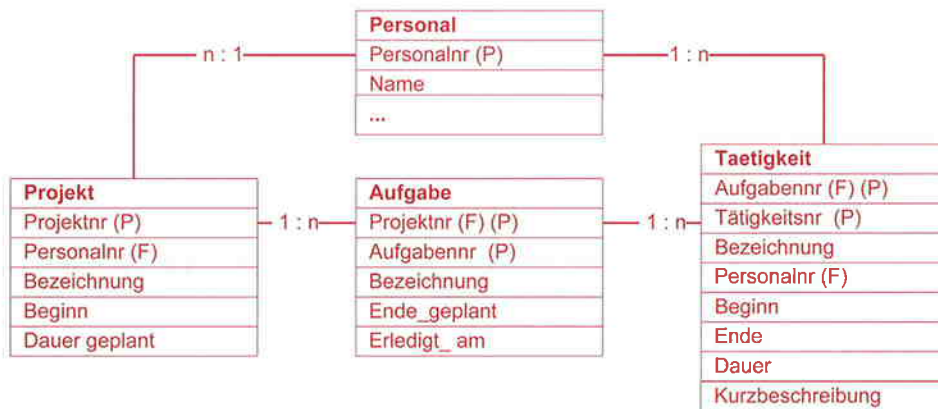 Personal
Personalnr (P)
Name
...
n : 1
1 : n
Projekt
Projektnr (P)
Personalnr (F)
Bezeichnung
Beginn
Dauer geplant
1 : n
Aufgabe
Projektnr (F) (P)
Aufgabennr (P)
Bezeichnung
Ende_geplant
Erledigt_ am
1 : n
Taetigkeit
Aufgabennr (F) (P)
Tätigkeitsnr (P)
Bezeichnung
Personalnr (F)
Beginn
Ende
Dauer
Kurzbeschreibung